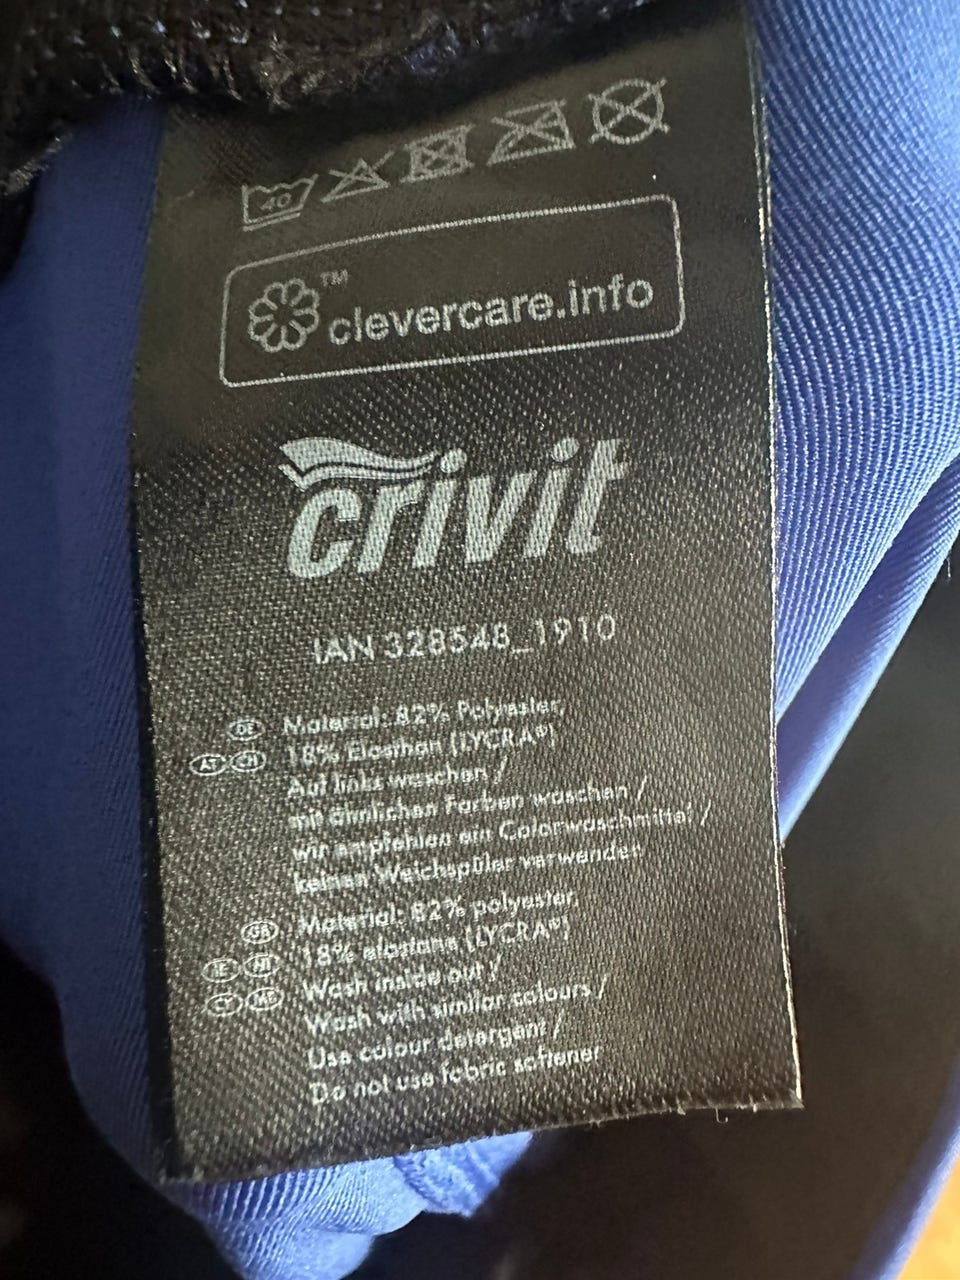 40
™
clevercare.info
crivit
IAN 328548_1910
DE Material: 82% Polyester,
AT CH 18% Elasthan (LYCRA®)
Auf links waschen /
mit ähnlichen Farben waschen /
wir empfehlen ein Colorwaschmittel /
keinen Weichspüler verwenden
GB Material: 82% polyester,
18% elastane (LYCRA®)
IE NI Wash inside out /
CY MT Wash with similar colours /
Use colour detergent /
Do not use fabric softener